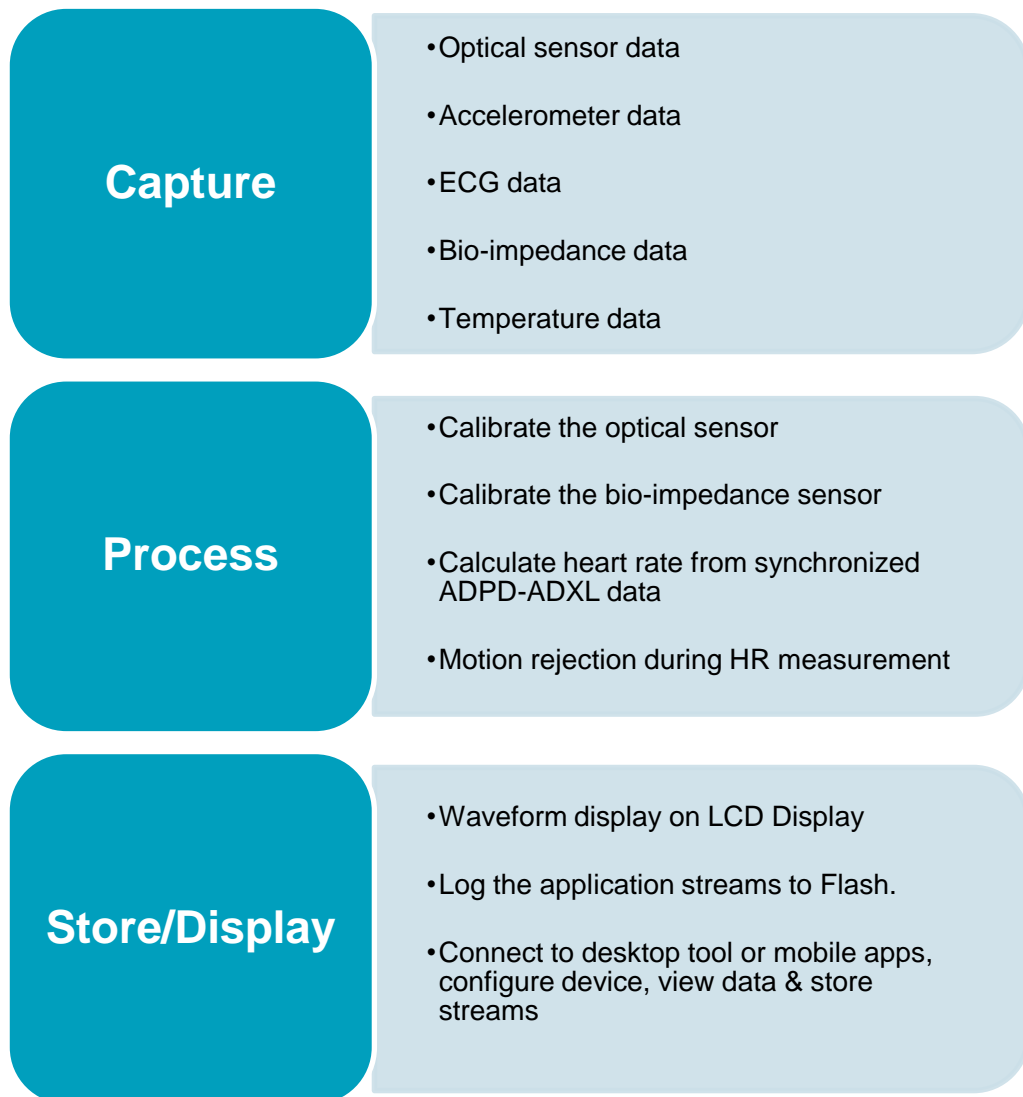 Capture
•Optical sensor data
•Accelerometer data
•ECG data
•Bio-impedance data
•Temperature data
Process
•Calibrate the optical sensor
•Calibrate the bio-impedance sensor
•Calculate heart rate from synchronized
ADPD-ADXL data
•Motion rejection during HR measurement
Store/Display
•Waveform display on LCD Display
•Log the application streams to Flash.
•Connect to desktop tool or mobile apps,
configure device, view data & store
streams